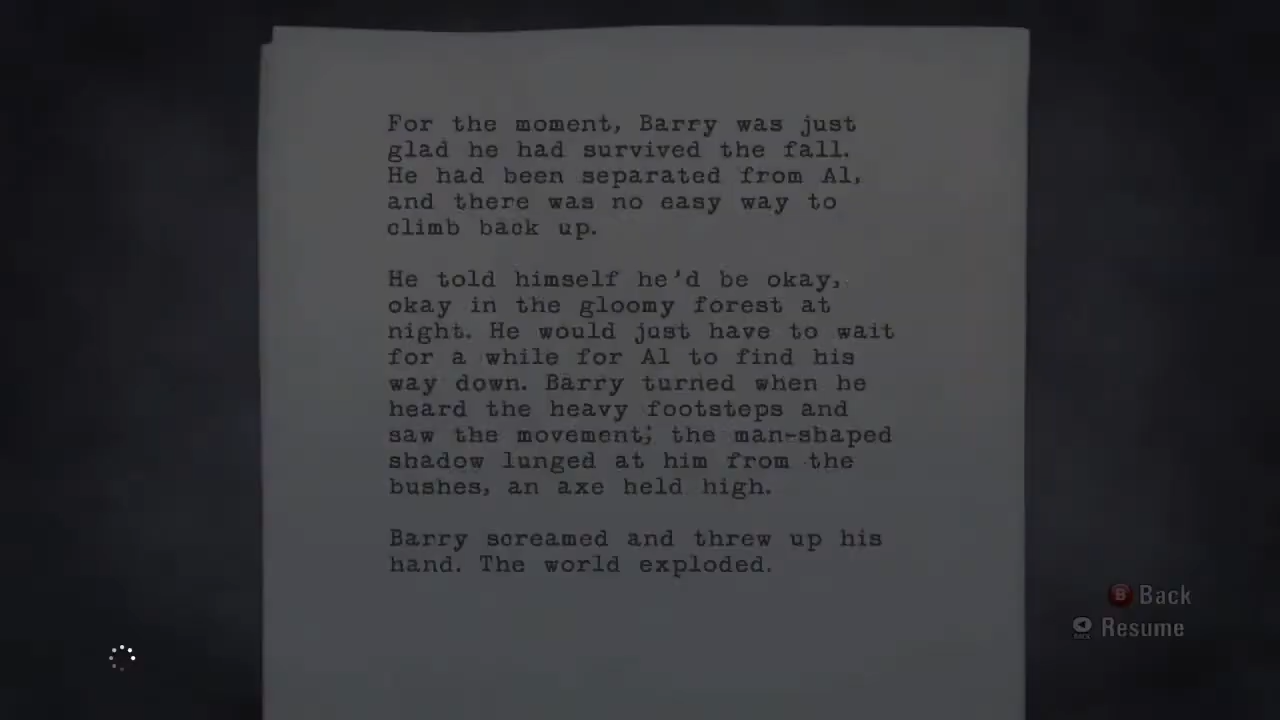 For the moment, Barry was just
glad he had survived the fall.
He had been separated from Al,
and there was no easy way to
climb back up.
He told himself he'd be okay,
okay in the gloomy forest at
night. He would just have to wait
for a while for Al to find his
way down. Barry turned when he
heard the heavy footsteps and
saw the movement; the man-shaped
shadow lunged at him from the
bushes, an axe held high.
Barry screamed and threw up his
hand. The world exploded.
B Back
Resume